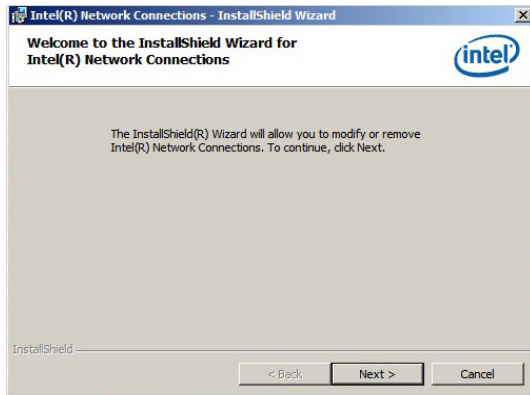 Intel(R) Network Connections - InstallShield Wizard
Welcome to the InstallShield Wizard for
Intel(R) Network Connections
intel
The InstallShield(R) Wizard will allow you to modify or remove
Intel(R) Network Connections. To continue, click Next.
InstallShield
< Back
Next >
Cancel